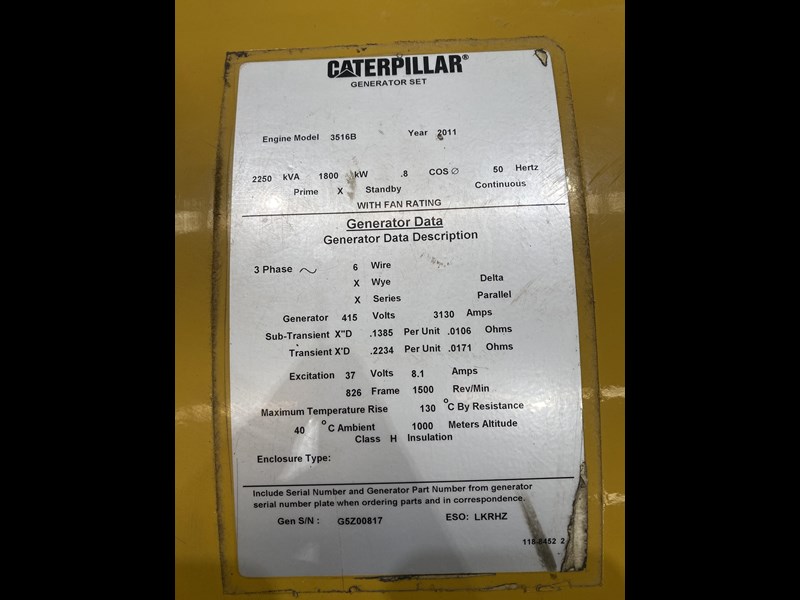 CATERPILLAR®
GENERATOR SET
Engine Model 3516B Year 2011
2250 kVA 1800 kW .8 COS ∅ 50 Hertz
Prime X Standby Continuous
WITH FAN RATING
Generator Data
Generator Data Description
3 Phase 6 Wire
X Wye Delta
X Series Parallel
Generator 415 Volts 3130 Amps
Sub-Transient X"D .1385 Per Unit .0106 Ohms
Transient X'D .2234 Per Unit .0171 Ohms
Excitation 37 Volts 8.1 Amps
826 Frame 1500 Rev/Min
Maximum Temperature Rise 130 °C By Resistance
40 °C Ambient 1000 Meters Altitude
Class H Insulation
Enclosure Type:
Include Serial Number and Generator Part Number from generator
serial number plate when ordering parts and in correspondence.
Gen S/N : G5Z00817 ESO: LKRHZ
118-8452 2